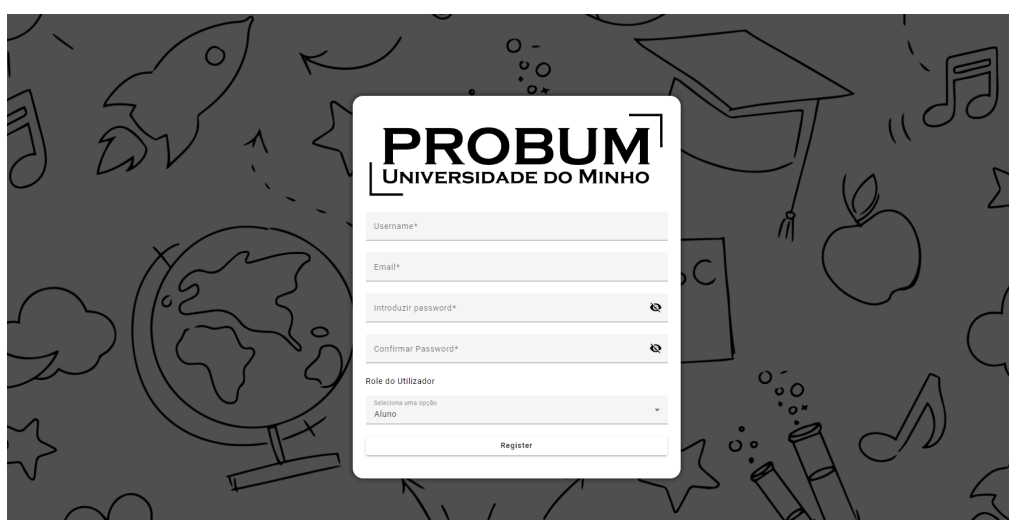 PROBUM
UNIVERSIDADE DO MINHO
Username*
Email*
Introduzir password*
Confirmar Password*
Role do Utilizador
Seleciona uma opção
Aluno
Register
C